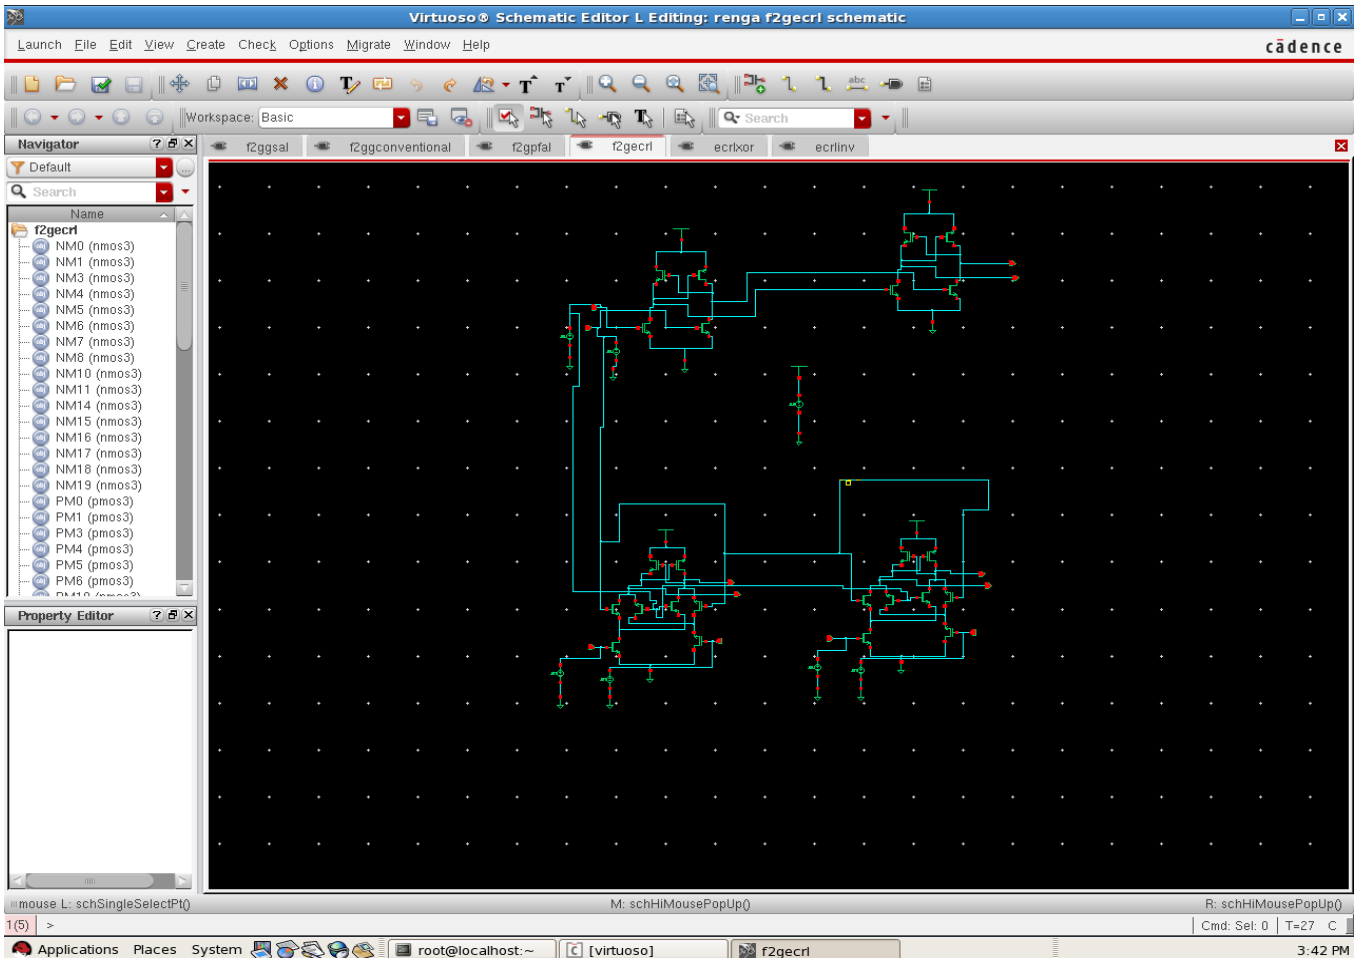 Virtuoso® Schematic Editor L Editing: renga f2gecrl schematic
Launch File Edit View Create Check Options Migrate Window Help
cādence
Workspace: Basic
Search
Navigator
f2ggsal
f2ggconventional
f2gpfal
f2gecrl
ecrlxor
ecrlinv
Default
Search
Name
f2gecrl
NM0 (nmos3)
NM1 (nmos3)
NM3 (nmos3)
NM4 (nmos3)
NM5 (nmos3)
NM6 (nmos3)
NM7 (nmos3)
NM8 (nmos3)
NM10 (nmos3)
NM11 (nmos3)
NM14 (nmos3)
NM15 (nmos3)
NM16 (nmos3)
NM17 (nmos3)
NM18 (nmos3)
NM19 (nmos3)
PM0 (pmos3)
PM1 (pmos3)
PM3 (pmos3)
PM4 (pmos3)
PM5 (pmos3)
PM6 (pmos3)
Property Editor
mouse L: schSingleSelectPt()
M: schHiMousePopUp()
R: schHiMousePopUp()
1(5) >
Cmd: Sel: 0 T=27 C
Applications Places System
root@localhost:~
[virtuoso]
f2gecrl
3:42 PM